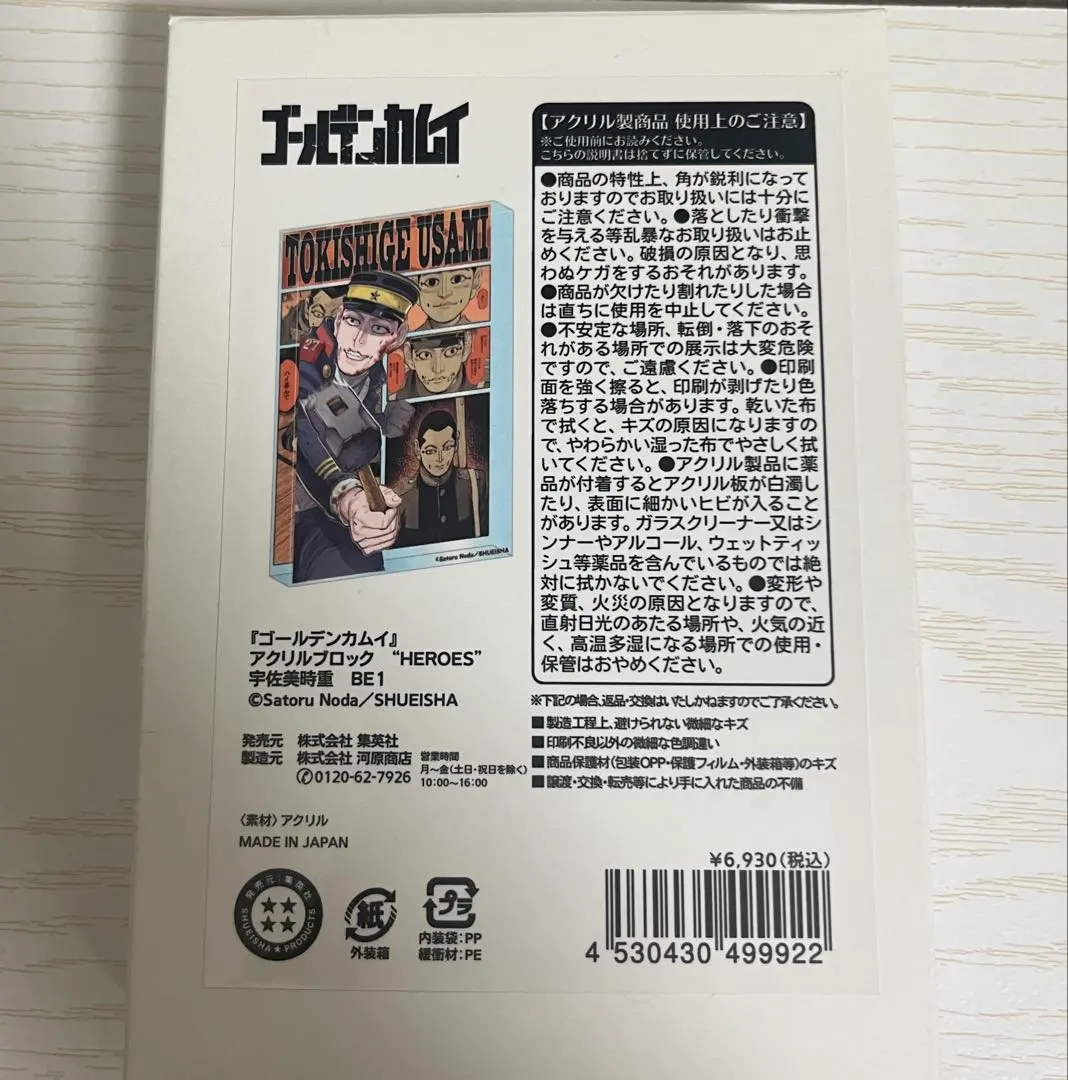 ゴールデンカムイ
TOKISHIGE USAMI
27
©Satoru Noda/SHUEISHA
『ゴールデンカムイ』
アクリルブロック “HEROES”
宇佐美時重 BE1
©Satoru Noda/SHUEISHA
発売元 株式会社 集英社
製造元 株式会社 河原商店
✆0120-62-7926
営業時間
月〜金(土日・祝日を除く)
10:00〜16:00
〈素材〉アクリル
MADE IN JAPAN
発売元:集英社
SHUEISHA★PRODUCTS
紙
外装箱
プラ
内装袋:PP
緩衝材:PE
【アクリル製商品 使用上のご注意】
※ご使用前にお読みください。
こちらの説明書は捨てずに保管してください。
●商品の特性上、角が鋭利になって
おりますのでお取り扱いには十分に
ご注意ください。●落としたり衝撃
を与える等乱暴なお取り扱いはお止
めください。破損の原因となり、思
わぬケガをするおそれがあります。
●商品が欠けたり割れたりした場合
は直ちに使用を中止してください。
●不安定な場所、転倒・落下のおそ
れがある場所での展示は大変危険
ですので、ご遠慮ください。●印刷
面を強く擦ると、印刷が剥げたり色
落ちする場合があります。乾いた布
で拭くと、キズの原因になりますの
で、やわらかい湿った布でやさしく拭
いてください。●アクリル製品に薬
品が付着するとアクリル板が白濁し
たり、表面に細かいヒビが入ること
があります。ガラスクリーナー又はシ
ンナーやアルコール、ウェットティッ
シュ等薬品を含んでいるものでは絶
対に拭かないでください。●変形や
変質、火災の原因となりますので、
直射日光のあたる場所や、火気の近
く、高温多湿になる場所での使用・
保管はおやめください。
※下記の場合、返品・交換はいたしかねますのでご了承ください。
■製造工程上、避けられない微細なキズ
■印刷不良以外の微細な色調違い
■商品保護材(包装OPP・保護フィルム・外装箱等)のキズ
■譲渡・交換・転売等により手に入れた商品の不備
¥6,930(税込)
4 530430 499922